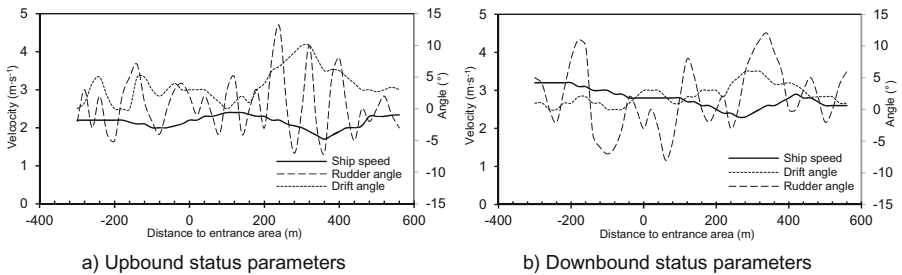 5
4
3
2
1
0
15
10
5
0
-5
-10
-15
-400
-200
0
200
400
600
Velocity (m·s⁻¹)
Angle (°)
Ship speed
Rudder angle
Drift angle
Distance to entrance area (m)
a) Upbound status parameters
5
4
3
2
1
0
15
10
5
0
-5
-10
-15
-400
-200
0
200
400
600
Velocity (m·s⁻¹)
Angle (°)
Ship speed
Drift angle
Rudder angle
Distance to entrance area (m)
b) Downbound status parameters